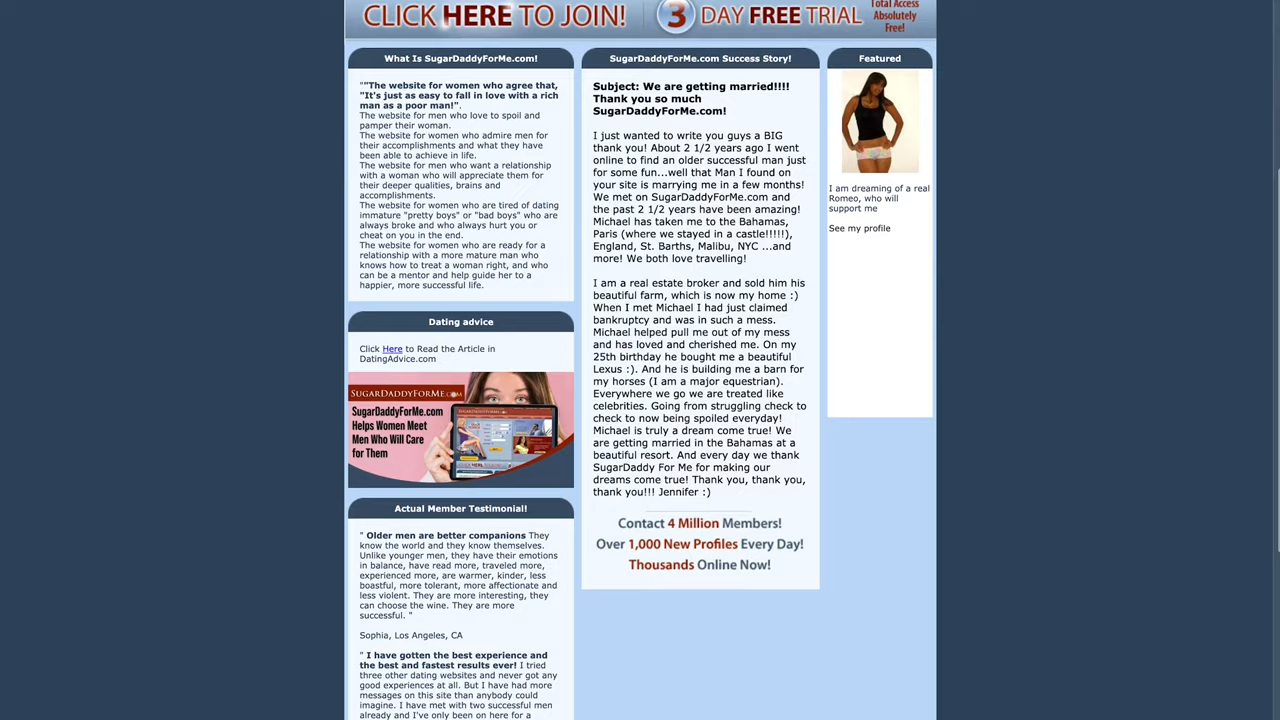 CLICK HERE TO JOIN!
3 DAY FREE TRIAL
Total Access
Absolutely
Free!
What Is SugarDaddyForMe.com!
""The website for women who agree that,
"It's just as easy to fall in love with a rich
man as a poor man!".
The website for men who love to spoil and
pamper their woman.
The website for women who admire men for
their accomplishments and what they have
been able to achieve in life.
The website for men who want a relationship
with a woman who will appreciate them for
their deeper qualities, brains and
accomplishments.
The website for women who are tired of dating
immature "pretty boys" or "bad boys" who are
always broke and who always hurt you or
cheat on you in the end.
The website for women who are ready for a
relationship with a more mature man who
knows how to treat a woman right, and who
can be a mentor and help guide her to a
happier, more successful life.
Dating advice
Click Here to Read the Article in
DatingAdvice.com
SUGARDADDYFORME.COM
SugarDaddyForMe.com
Helps Women Meet
Men Who Will Care
for Them
Actual Member Testimonial!
" Older men are better companions They
know the world and they know themselves.
Unlike younger men, they have their emotions
in balance, have read more, traveled more,
experienced more, are warmer, kinder, less
boastful, more tolerant, more affectionate and
less violent. They are more interesting, they
can choose the wine. They are more
successful. "
Sophia, Los Angeles, CA
" I have gotten the best experience and
the best and fastest results ever! I tried
three other dating websites and never got any
good experiences at all. But I have had more
messages on this site than anybody could
imagine. I have met with two successful men
already and I've only been on here for a
SugarDaddyForMe.com Success Story!
Subject: We are getting married!!!!
Thank you so much
SugarDaddyForMe.com!
I just wanted to write you guys a BIG
thank you! About 2 1/2 years ago I went
online to find an older successful man just
for some fun...well that Man I found on
your site is marrying me in a few months!
We met on SugarDaddyForMe.com and
the past 2 1/2 years have been amazing!
Michael has taken me to the Bahamas,
Paris (where we stayed in a castle!!!!!),
England, St. Barths, Malibu, NYC ...and
more! We both love travelling!
I am a real estate broker and sold him his
beautiful farm, which is now my home :)
When I met Michael I had just claimed
bankruptcy and was in such a mess.
Michael helped pull me out of my mess
and has loved and cherished me. On my
25th birthday he bought me a beautiful
Lexus :). And he is building me a barn for
my horses (I am a major equestrian).
Everywhere we go we are treated like
celebrities. Going from struggling check to
check to now being spoiled everyday!
Michael is truly a dream come true! We
are getting married in the Bahamas at a
beautiful resort. And every day we thank
SugarDaddy For Me for making our
dreams come true! Thank you, thank you,
thank you!!! Jennifer :)
Contact 4 Million Members!
Over 1,000 New Profiles Every Day!
Thousands Online Now!
Featured
I am dreaming of a real
Romeo, who will
support me
See my profile